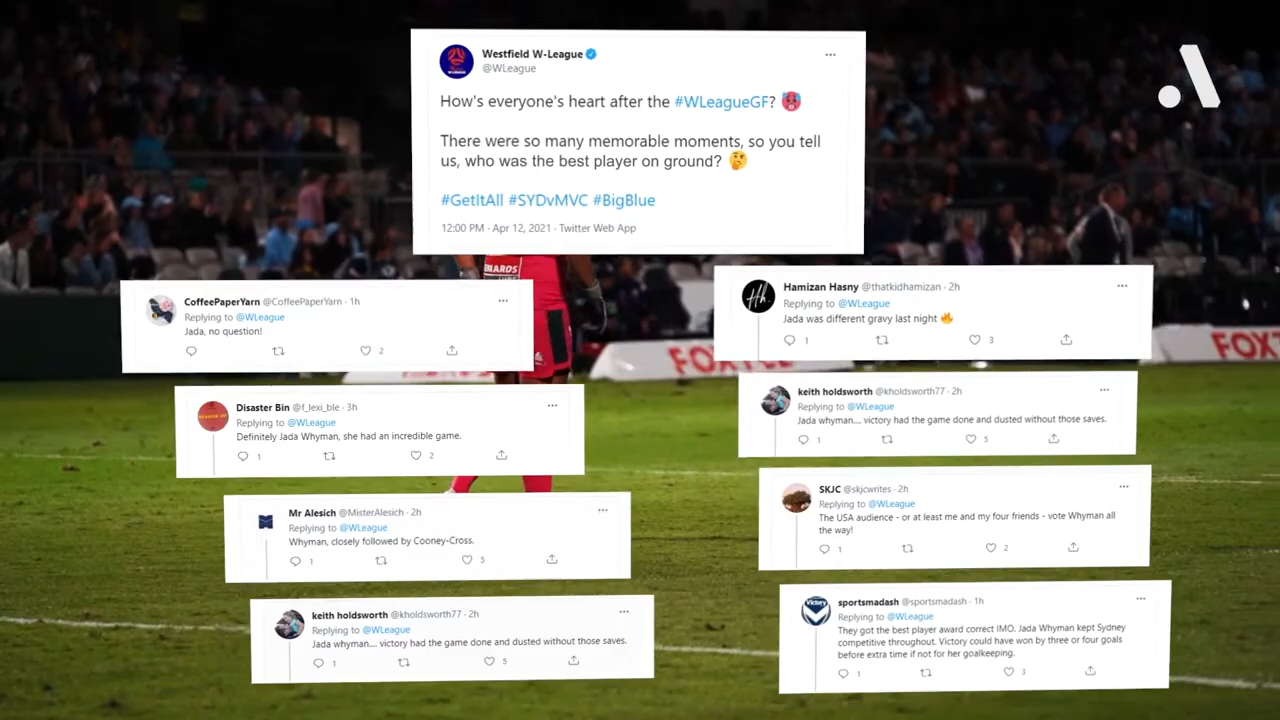 Westfield W-League
@WLeague
How's everyone's heart after the #WLeagueGF? 🥵
There were so many memorable moments, so you tell
us, who was the best player on ground? 🤔
#GetItAll #SYDvMVC #BigBlue
12:00 PM · Apr 12, 2021 · Twitter Web App
CoffeePaperYarn @CoffeePaperYarn · 1h
Replying to @WLeague
Jada, no question!
2
Disaster Bin @f_lexi_ble · 3h
Replying to @WLeague
Definitely Jada Whyman, she had an incredible game.
1 2
Mr Alesich @MisterAlesich · 2h
Replying to @WLeague
Whyman, closely followed by Cooney-Cross.
1 5
keith holdsworth @kholdsworth77 · 2h
Replying to @WLeague
Jada whyman.... victory had the game done and dusted without those saves.
1 5
Hamizan Hasny @thatkidhamizan · 2h
Replying to @WLeague
Jada was different gravy last night 🔥
1 3
keith holdsworth @kholdsworth77 · 2h
Replying to @WLeague
Jada whyman.... victory had the game done and dusted without those saves.
1 5
SKJC @skjcwrites · 2h
Replying to @WLeague
The USA audience - or at least me and my four friends - vote Whyman all
the way!
1 2
sportsmadash @sportsmadash · 1h
Replying to @WLeague
They got the best player award correct IMO. Jada Whyman kept Sydney
competitive throughout. Victory could have won by three or four goals
before extra time if not for her goalkeeping.
1 3
Victory
Hh.